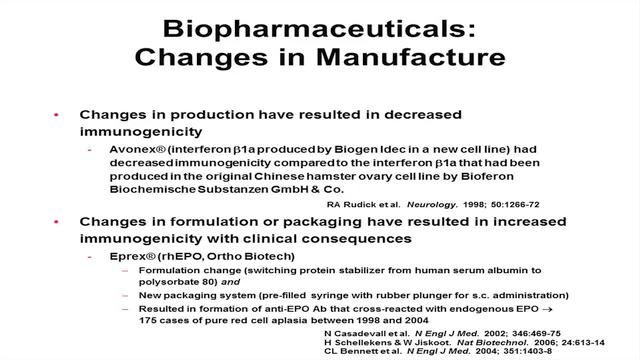 Biopharmaceuticals:
Changes in Manufacture
• Changes in production have resulted in decreased
immunogenicity
- Avonex® (interferon β1a produced by Biogen Idec in a new cell line) had
decreased immunogenicity compared to the interferon β1a that had been
produced in the original Chinese hamster ovary cell line by Bioferon
Biochemische Substanzen GmbH & Co.
RA Rudick et al. Neurology. 1998; 50:1266-72
• Changes in formulation or packaging have resulted in increased
immunogenicity with clinical consequences
- Eprex® (rhEPO, Ortho Biotech)
– Formulation change (switching protein stabilizer from human serum albumin to
polysorbate 80) and
– New packaging system (pre-filled syringe with rubber plunger for s.c. administration)
– Resulted in formation of anti-EPO Ab that cross-reacted with endogenous EPO →
175 cases of pure red cell aplasia between 1998 and 2004
N Casadevall et al. N Engl J Med. 2002; 346:469-75
H Schellekens & W Jiskoot. Nat Biotechnol. 2006; 24:613-14
CL Bennett et al. N Engl J Med. 2004; 351:1403-8